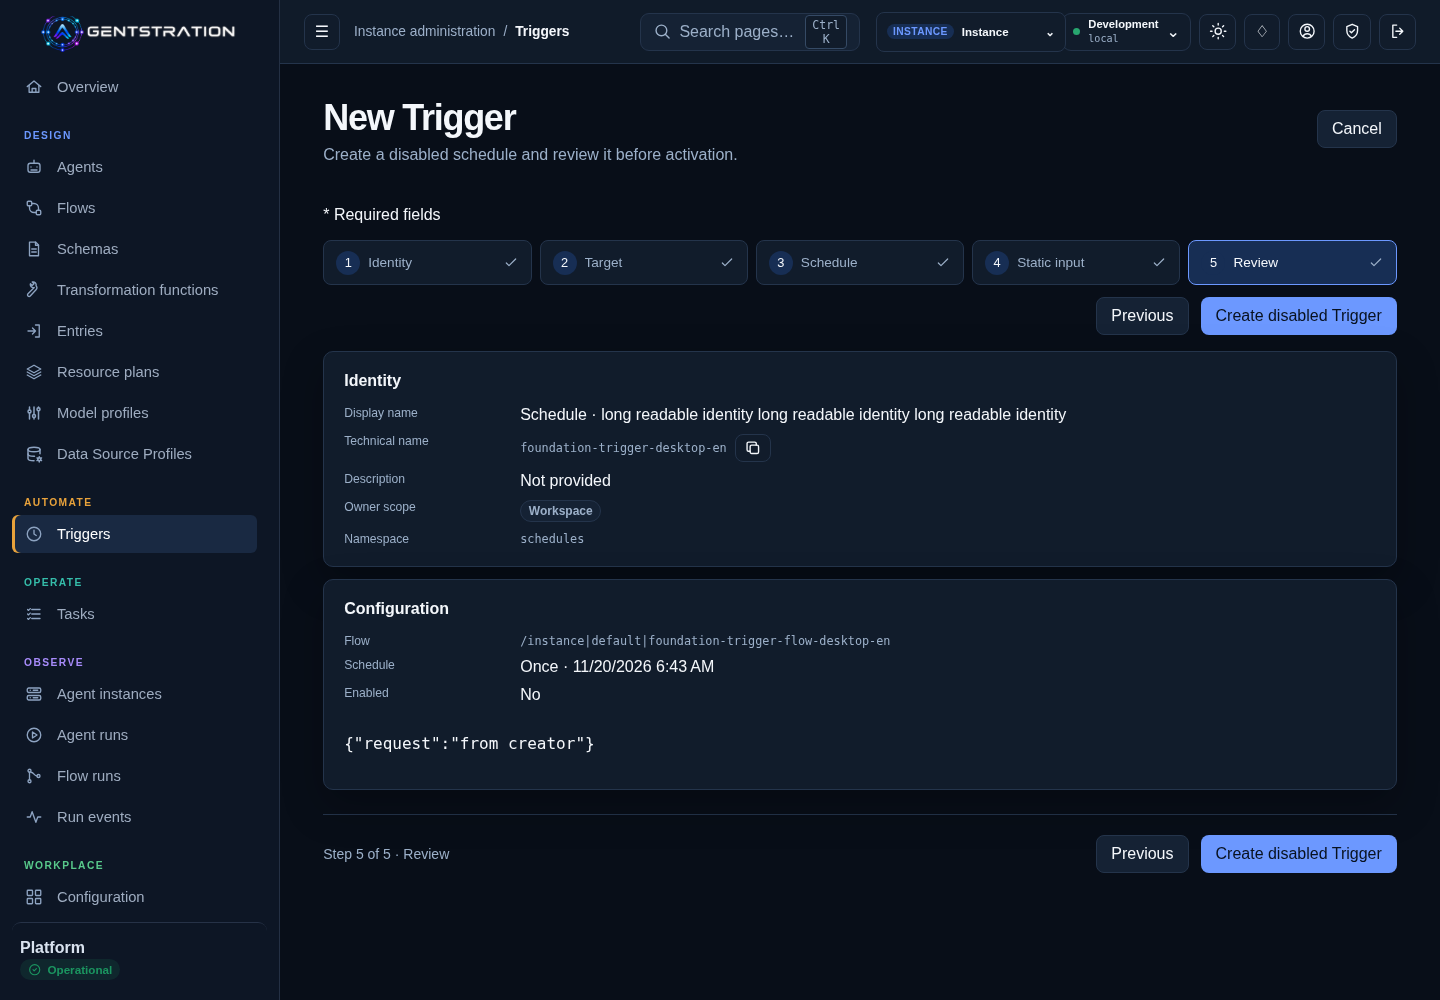 GENTSTRATION
Overview
DESIGN
Agents
Flows
Schemas
Transformation functions
Entries
Resource plans
Model profiles
Data Source Profiles
AUTOMATE
Triggers
OPERATE
Tasks
OBSERVE
Agent instances
Agent runs
Flow runs
Run events
WORKPLACE
Configuration
Platform
Operational
☰
Instance administration / Triggers
Search pages…
Ctrl
K
INSTANCE Instance
Development
local
New Trigger
Create a disabled schedule and review it before activation.
Cancel
* Required fields
1 Identity
2 Target
3 Schedule
4 Static input
5 Review
Previous
Create disabled Trigger
Identity
Display name Schedule · long readable identity long readable identity long readable identity
Technical name foundation-trigger-desktop-en
Description Not provided
Owner scope Workspace
Namespace schedules
Configuration
Flow /instance|default|foundation-trigger-flow-desktop-en
Schedule Once · 11/20/2026 6:43 AM
Enabled No
{"request":"from creator"}
Step 5 of 5 · Review
Previous
Create disabled Trigger